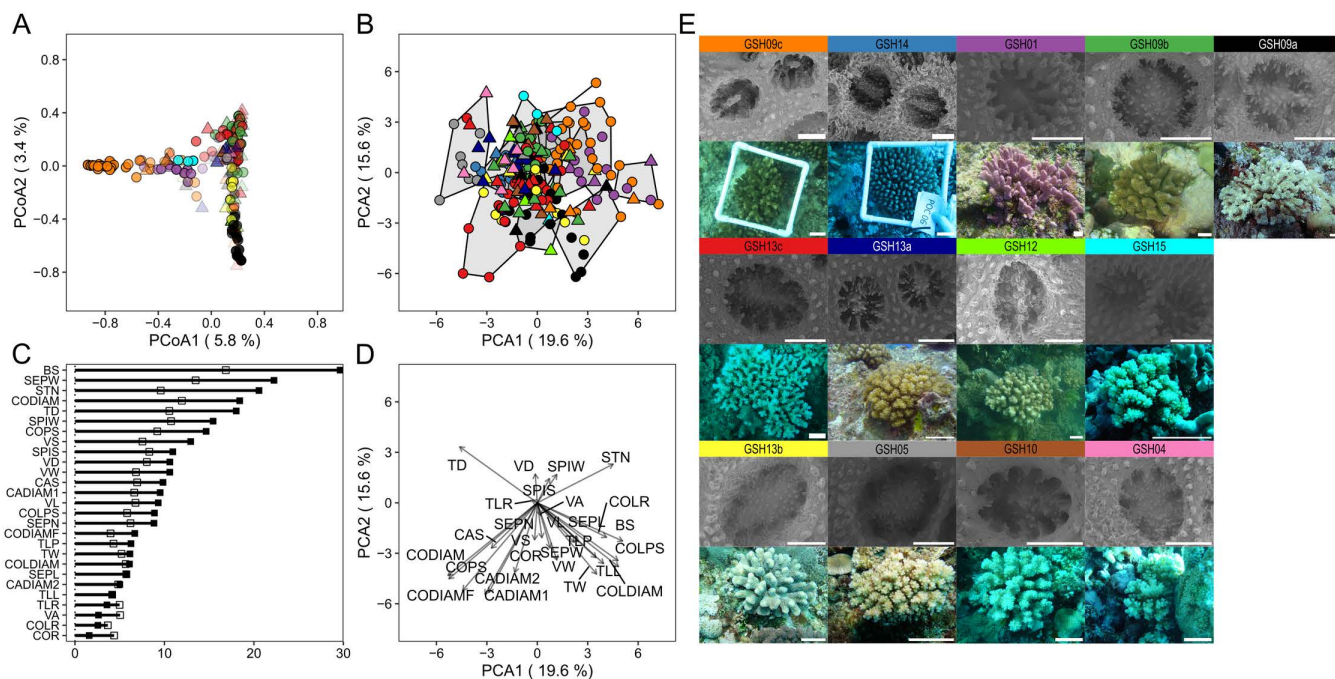 A
B
E
0.8
0.4
0.0
−0.4
−0.8
PCoA2 ( 3.4 %)
−0.8
−0.4
0.0
0.4
0.8
PCoA1 ( 5.8 %)
6
3
0
−3
−6
PCA2 ( 15.6 %)
−6
−3
0
3
6
PCA1 ( 19.6 %)
C
BS
SEPW
STN
CODIAM
TD
SPIW
COPS
VS
SPIS
VD
VW
CAS
CADIAM1
VL
COLPS
SEPN
CODIAMF
TLP
TW
COLDIAM
SEPL
CADIAM2
TLL
TLR
VA
COLR
COR
0
10
20
30
D
6
3
0
−3
−6
PCA2 ( 15.6 %)
TD
VD
SPIW
STN
SPIS
TLR
VA
COLR
SEPN
VL
SEPL
BS
CAS
VS
TLP
COLPS
CODIAM
COR
SEPW
COPS
VW
TLL
CADIAM2
TW
COLDIAM
CODIAMF
CADIAM1
−6
−3
0
3
6
PCA1 ( 19.6 %)
GSH09c
GSH14
GSH01
GSH09b
GSH09a
GSH13c
GSH13a
GSH12
GSH15
GSH13b
GSH05
GSH10
GSH04